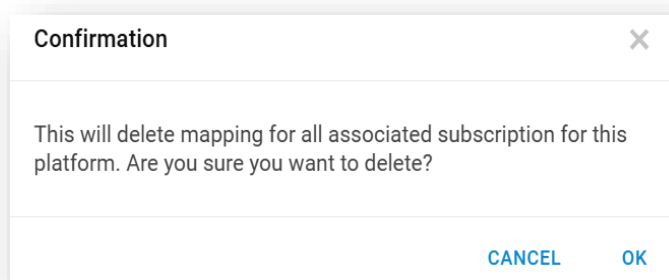 Confirmation
This will delete mapping for all associated subscription for this
platform. Are you sure you want to delete?
CANCEL OK